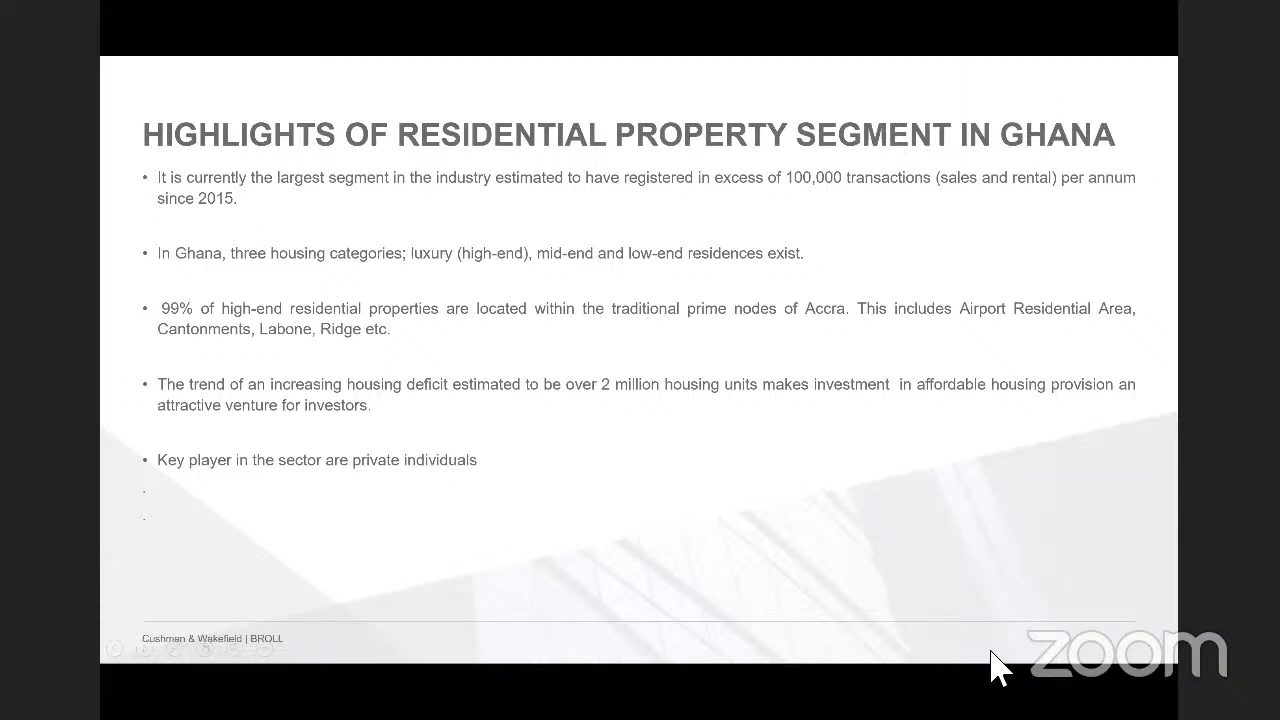 HIGHLIGHTS OF RESIDENTIAL PROPERTY SEGMENT IN GHANA
• It is currently the largest segment in the industry estimated to have registered in excess of 100,000 transactions (sales and rental) per annum
since 2015.
• In Ghana, three housing categories; luxury (high-end), mid-end and low-end residences exist.
• 99% of high-end residential properties are located within the traditional prime nodes of Accra. This includes Airport Residential Area,
Cantonments, Labone, Ridge etc.
• The trend of an increasing housing deficit estimated to be over 2 million housing units makes investment in affordable housing provision an
attractive venture for investors.
• Key player in the sector are private individuals
Cushman & Wakefield | BROLL
zoom